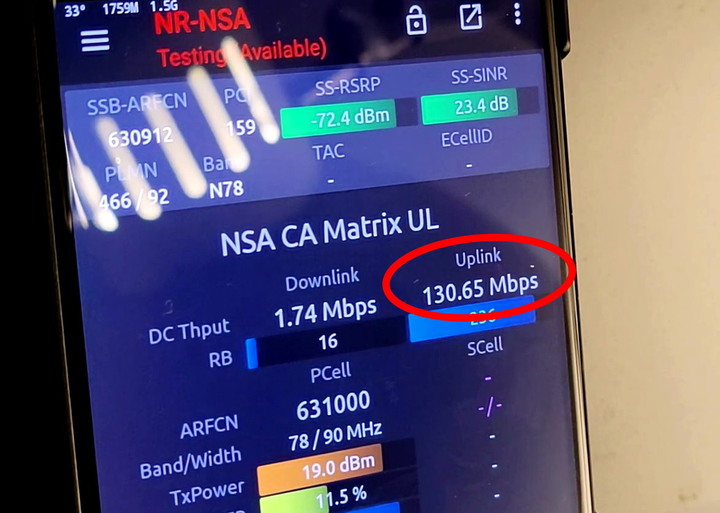 33° 1759M 1.5G
NR-NSA
Testing (Available)
SSB-ARFCN PCI SS-RSRP SS-SINR
630912 159 -72.4 dBm 23.4 dB
PLMN Band TAC ECellID
466 / 92 N78 - -
NSA CA Matrix UL
Downlink Uplink
DC Thput 1.74 Mbps 130.65 Mbps
RB 16 236
PCell SCell
ARFCN 631000 -
Band/Width 78 / 90 MHz -/-
TxPower 19.0 dBm -
11.5 % -